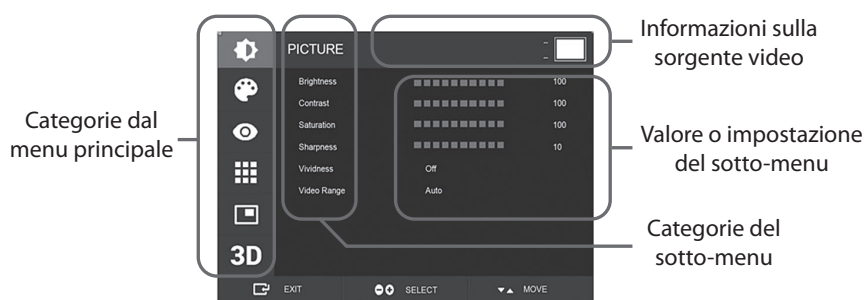 Informazioni sulla
sorgente video
PICTURE
Brightness 100
Contrast 100
Saturation 100
Sharpness 10
Vividness Off
Video Range Auto
3D
EXIT SELECT MOVE
Categorie dal
menu principale
Valore o impostazione
del sotto-menu
Categorie del
sotto-menu